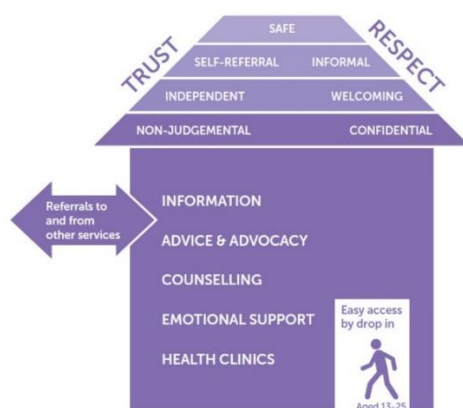 SAFE
TRUST
RESPECT
SELF-REFERRAL INFORMAL
INDEPENDENT WELCOMING
NON-JUDGEMENTAL CONFIDENTIAL
Referrals to
and from
other services
INFORMATION
ADVICE & ADVOCACY
COUNSELLING
EMOTIONAL SUPPORT
HEALTH CLINICS
Easy access
by drop in
Aged 13-25